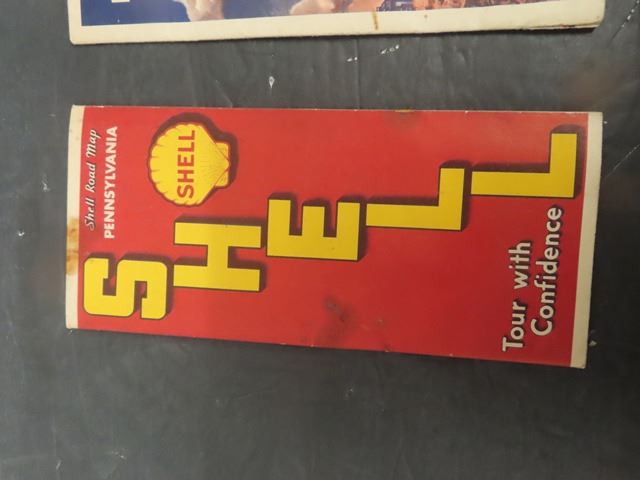 Shell Road Map
PENNSYLVANIA
SHELL
SHELL
Tour with
Confidence